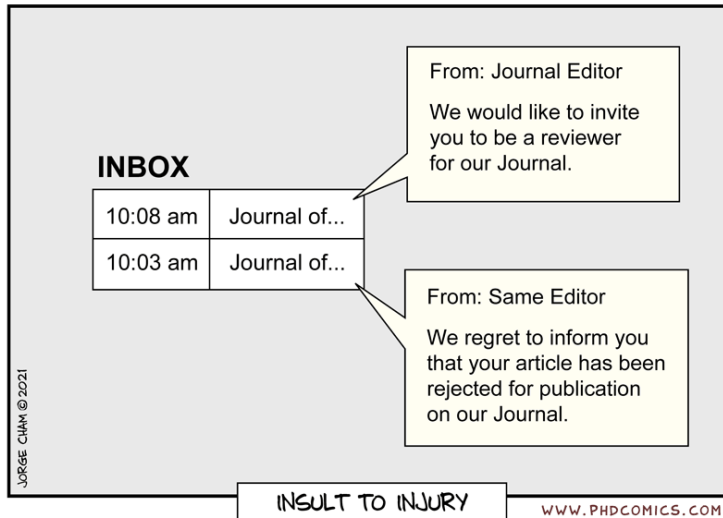 From: Journal Editor
We would like to invite
you to be a reviewer
for our Journal.
INBOX
10:08 am Journal of...
10:03 am Journal of...
From: Same Editor
We regret to inform you
that your article has been
rejected for publication
on our Journal.
JORGE CHAM © 2021
INSULT TO INJURY
WWW.PHDCOMICS.COM